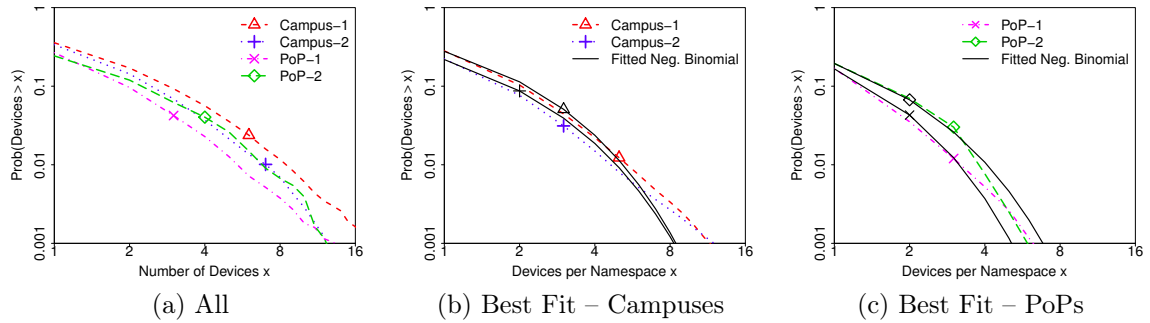 Prob(Devices > x)
1
0.1
0.01
0.001
Campus−1
Campus−2
PoP−1
PoP−2
1
2
4
8
16
Number of Devices x
(a) All
Prob(Devices > x)
1
0.1
0.01
0.001
Campus−1
Campus−2
Fitted Neg. Binomial
1
2
4
8
16
Devices per Namespace x
(b) Best Fit – Campuses
Prob(Devices > x)
1
0.1
0.01
0.001
PoP−1
PoP−2
Fitted Neg. Binomial
1
2
4
8
16
Devices per Namespace x
(c) Best Fit – PoPs